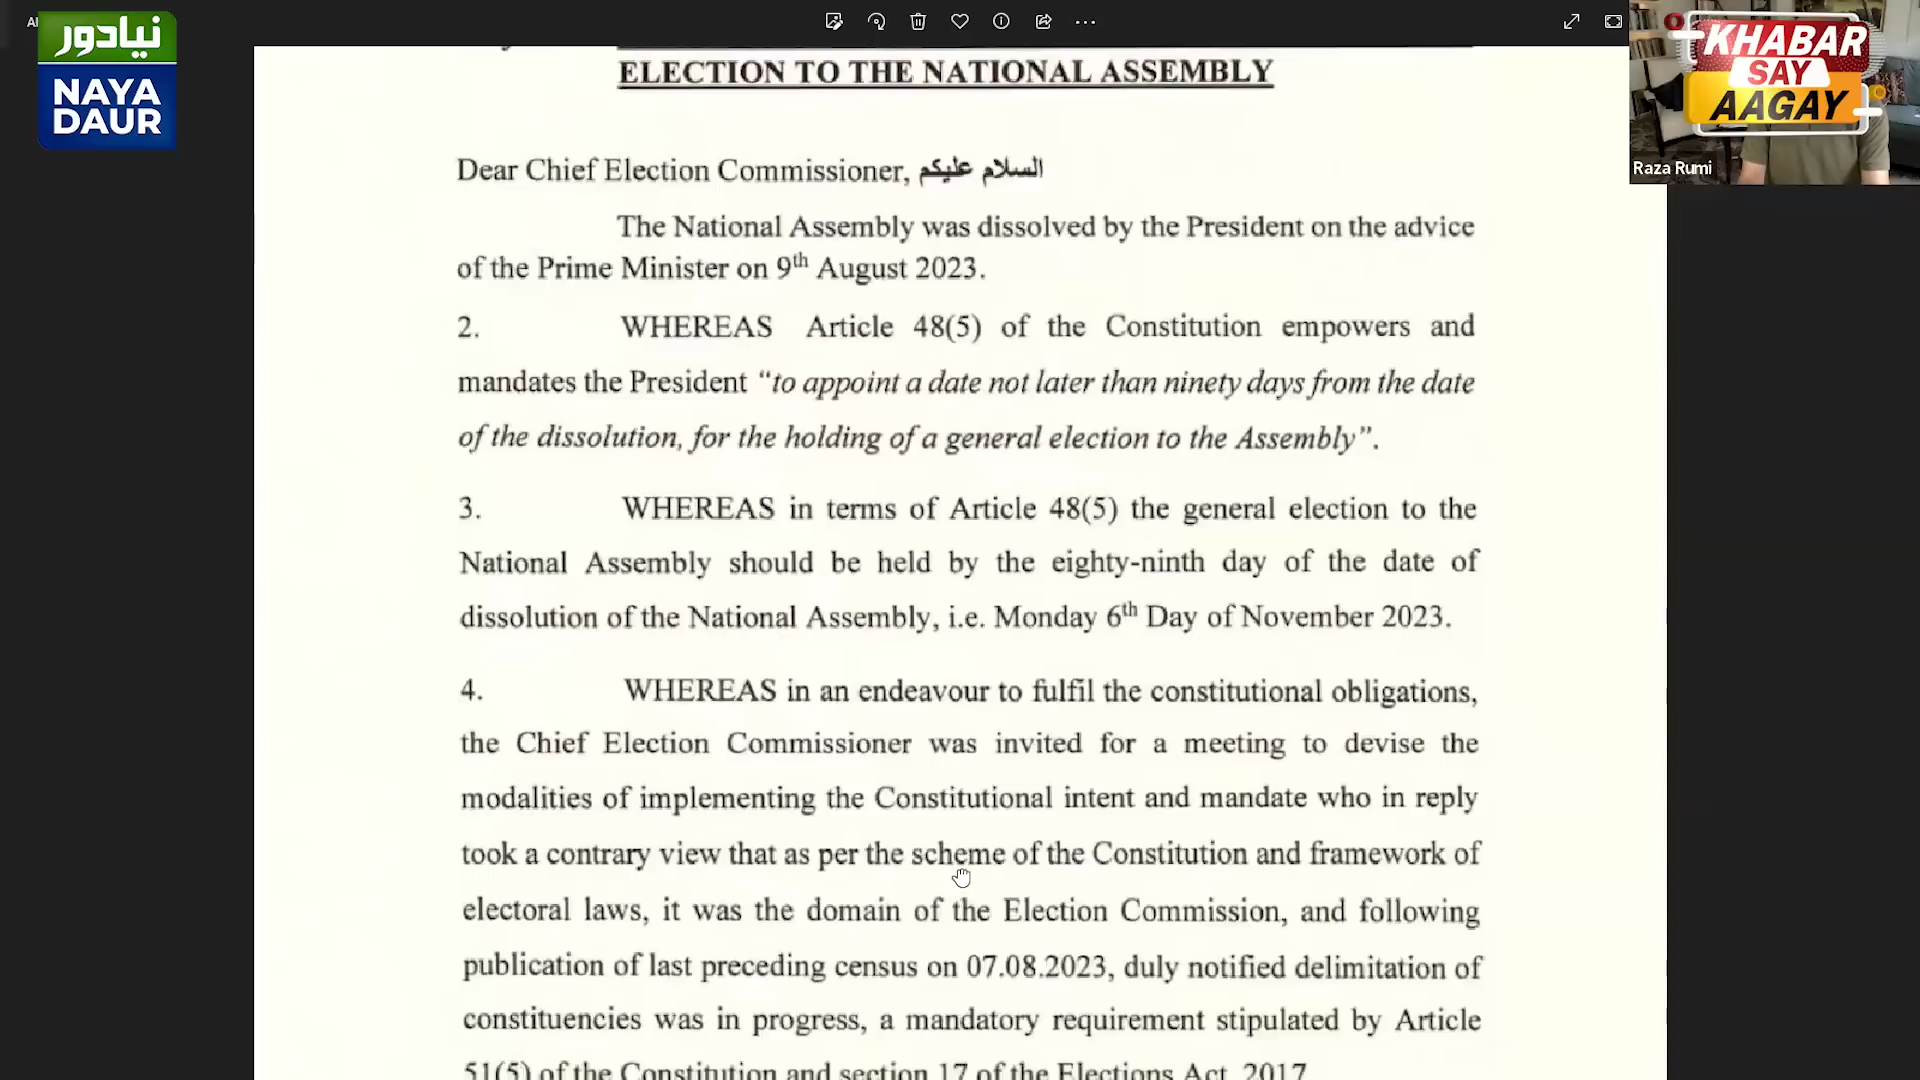 نیادور
NAYA
DAUR
KHABAR
SAY
AAGAY
Raza Rumi
ELECTION TO THE NATIONAL ASSEMBLY
Dear Chief Election Commissioner, السلام علیکم
The National Assembly was dissolved by the President on the advice
of the Prime Minister on 9th August 2023.
2. WHEREAS Article 48(5) of the Constitution empowers and
mandates the President “to appoint a date not later than ninety days from the date
of the dissolution, for the holding of a general election to the Assembly”.
3. WHEREAS in terms of Article 48(5) the general election to the
National Assembly should be held by the eighty-ninth day of the date of
dissolution of the National Assembly, i.e. Monday 6th Day of November 2023.
4. WHEREAS in an endeavour to fulfil the constitutional obligations,
the Chief Election Commissioner was invited for a meeting to devise the
modalities of implementing the Constitutional intent and mandate who in reply
took a contrary view that as per the scheme of the Constitution and framework of
electoral laws, it was the domain of the Election Commission, and following
publication of last preceding census on 07.08.2023, duly notified delimitation of
constituencies was in progress, a mandatory requirement stipulated by Article
51(5) of the Constitution and section 17 of the Elections Act, 2017